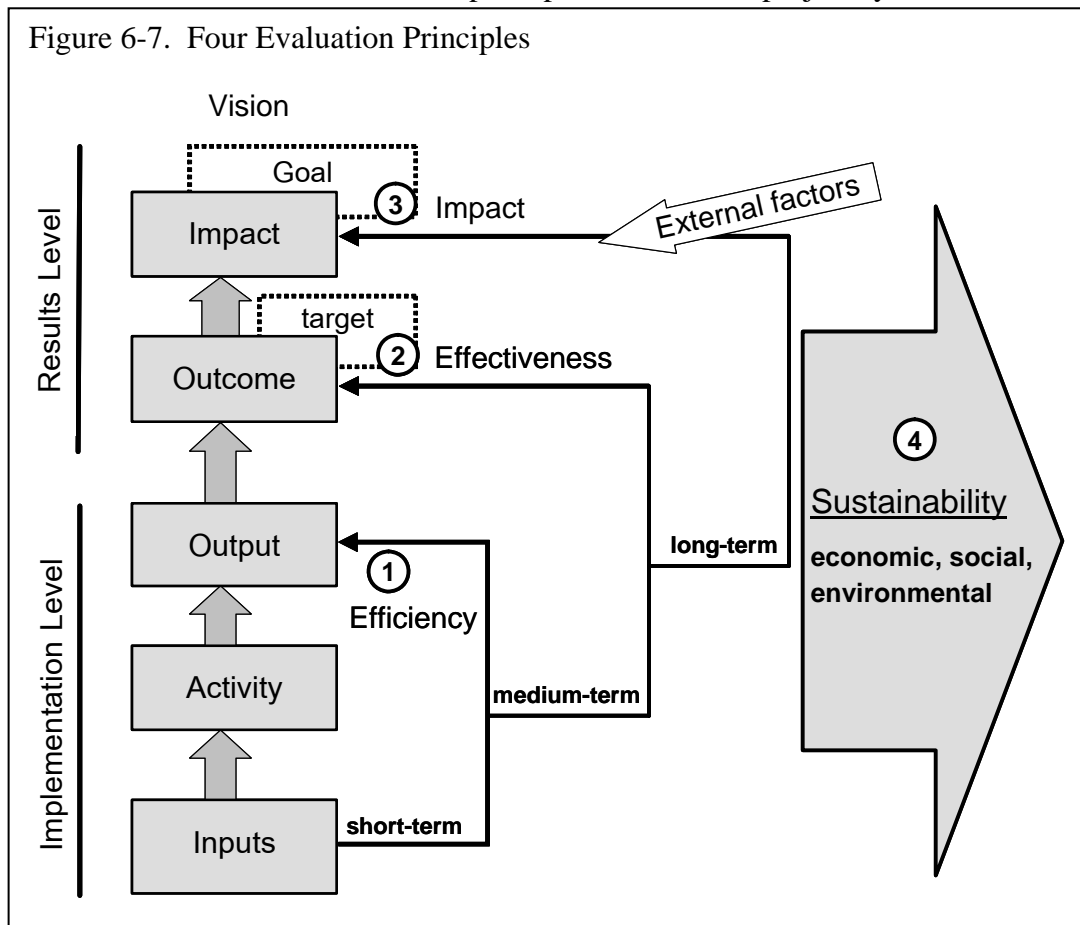 Figure 6-7. Four Evaluation Principles
Vision
Goal
3
Impact
External factors
Impact
Results Level
target
2
Effectiveness
Outcome
4
Sustainability
economic, social,
environmental
Output
long-term
1
Efficiency
Implementation Level
Activity
medium-term
Inputs
short-term